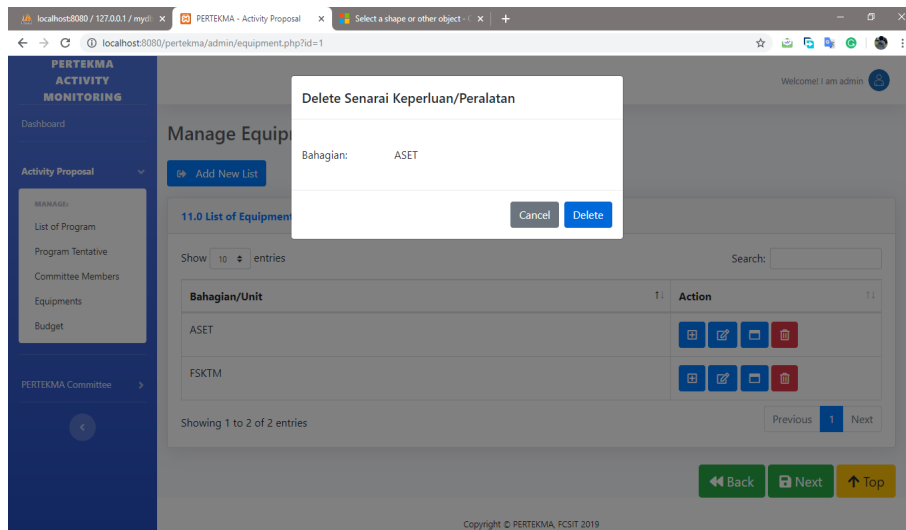 localhost:8080 / 127.0.0.1 / myd
PERTEKMA - Activity Proposal
Select a shape or other object -
localhost:8080/pertekma/admin/equipment.php?id=1
PERTEKMA
ACTIVITY
MONITORING
Welcome! I am admin
Delete Senarai Keperluan/Peralatan
Dashboard
Manage Equip
Bahagian: ASET
Activity Proposal
Add New List
MANAGE:
Cancel Delete
List of Program
11.0 List of Equipment
Program Tentative
Show 10 entries
Search:
Committee Members
Equipments
Bahagian/Unit Action
Budget
ASET
FSKTM
PERTEKMA Committee
Showing 1 to 2 of 2 entries
Previous 1 Next
Back Next Top
Copyright © PERTEKMA, FCSIT 2019